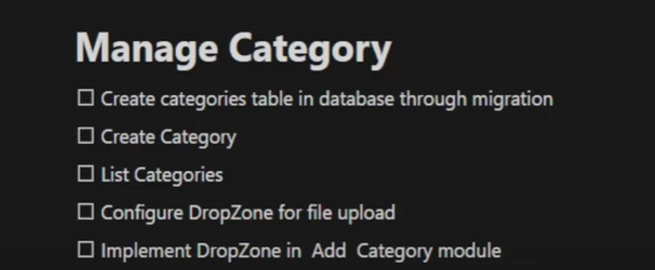 Manage Category
☐ Create categories table in database through migration
☐ Create Category
☐ List Categories
☐ Configure DropZone for file upload
☐ Implement DropZone in  Add  Category module